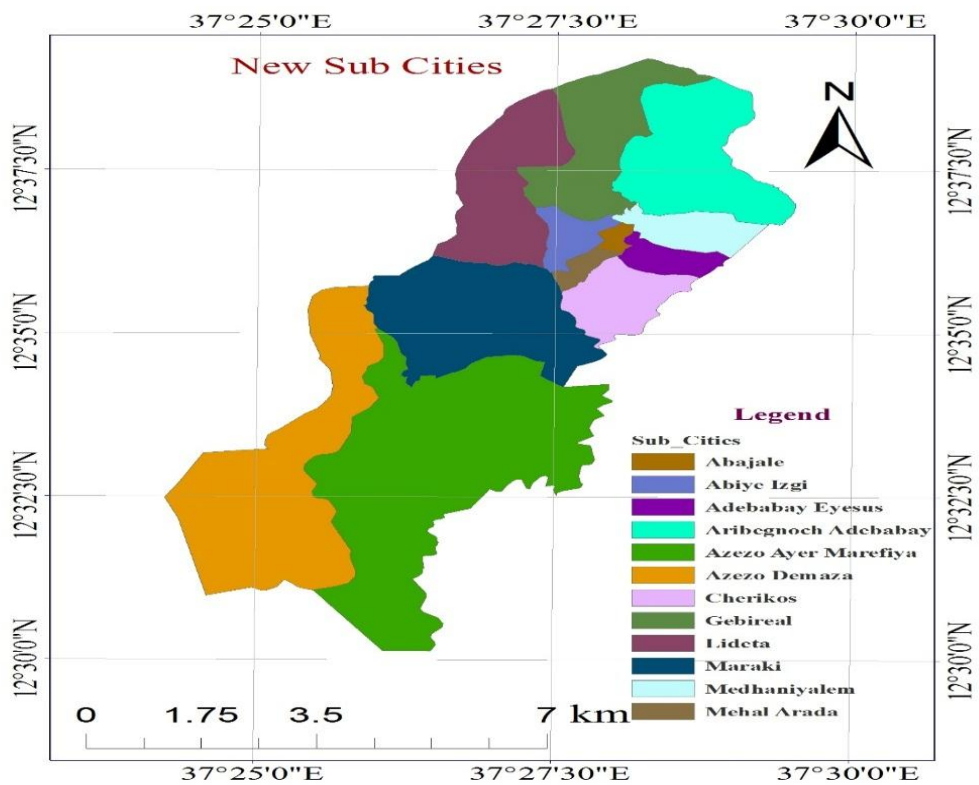 37°25'0"E 37°27'30"E 37°30'0"E
New Sub Cities
N
12°37'30"N 12°37'30"N
12°35'0"N 12°35'0"N
Legend
Sub_Cities
Abajale
Abiye Izgi
12°32'30"N 12°32'30"N
Adebabay Eyesus
Aribegnoch Adebabay
Azezo Ayer Marefiya
Azezo Demaza
Cherikos
Gebireal
Lideta
12°30'0"N 12°30'0"N
Maraki
Medhaniyalem
Mehal Arada
0 1.75 3.5 7 km
37°25'0"E 37°27'30"E 37°30'0"E